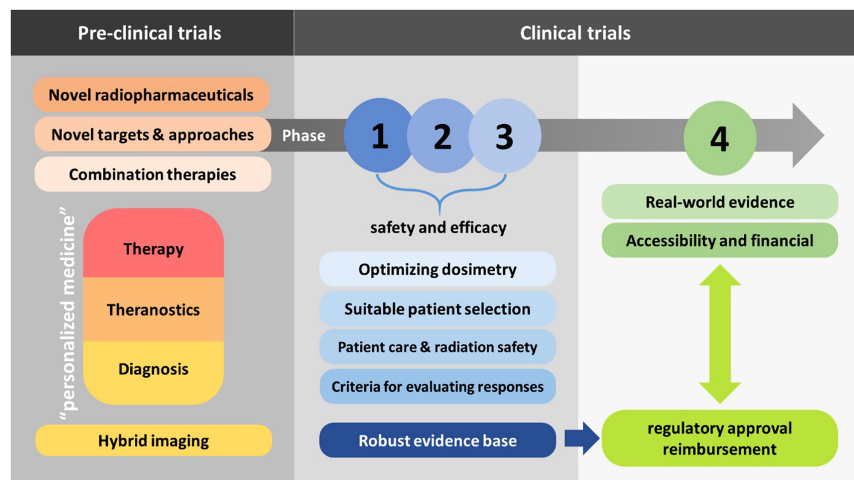 Pre-clinical trials
Clinical trials
Novel radiopharmaceuticals
Novel targets & approaches
Combination therapies
Phase
1
2
3
4
"personalized medicine"
Therapy
Theranostics
Diagnosis
Hybrid imaging
safety and efficacy
Optimizing dosimetry
Suitable patient selection
Patient care & radiation safety
Criteria for evaluating responses
Robust evidence base
Real-world evidence
Accessibility and financial
regulatory approval
reimbursement